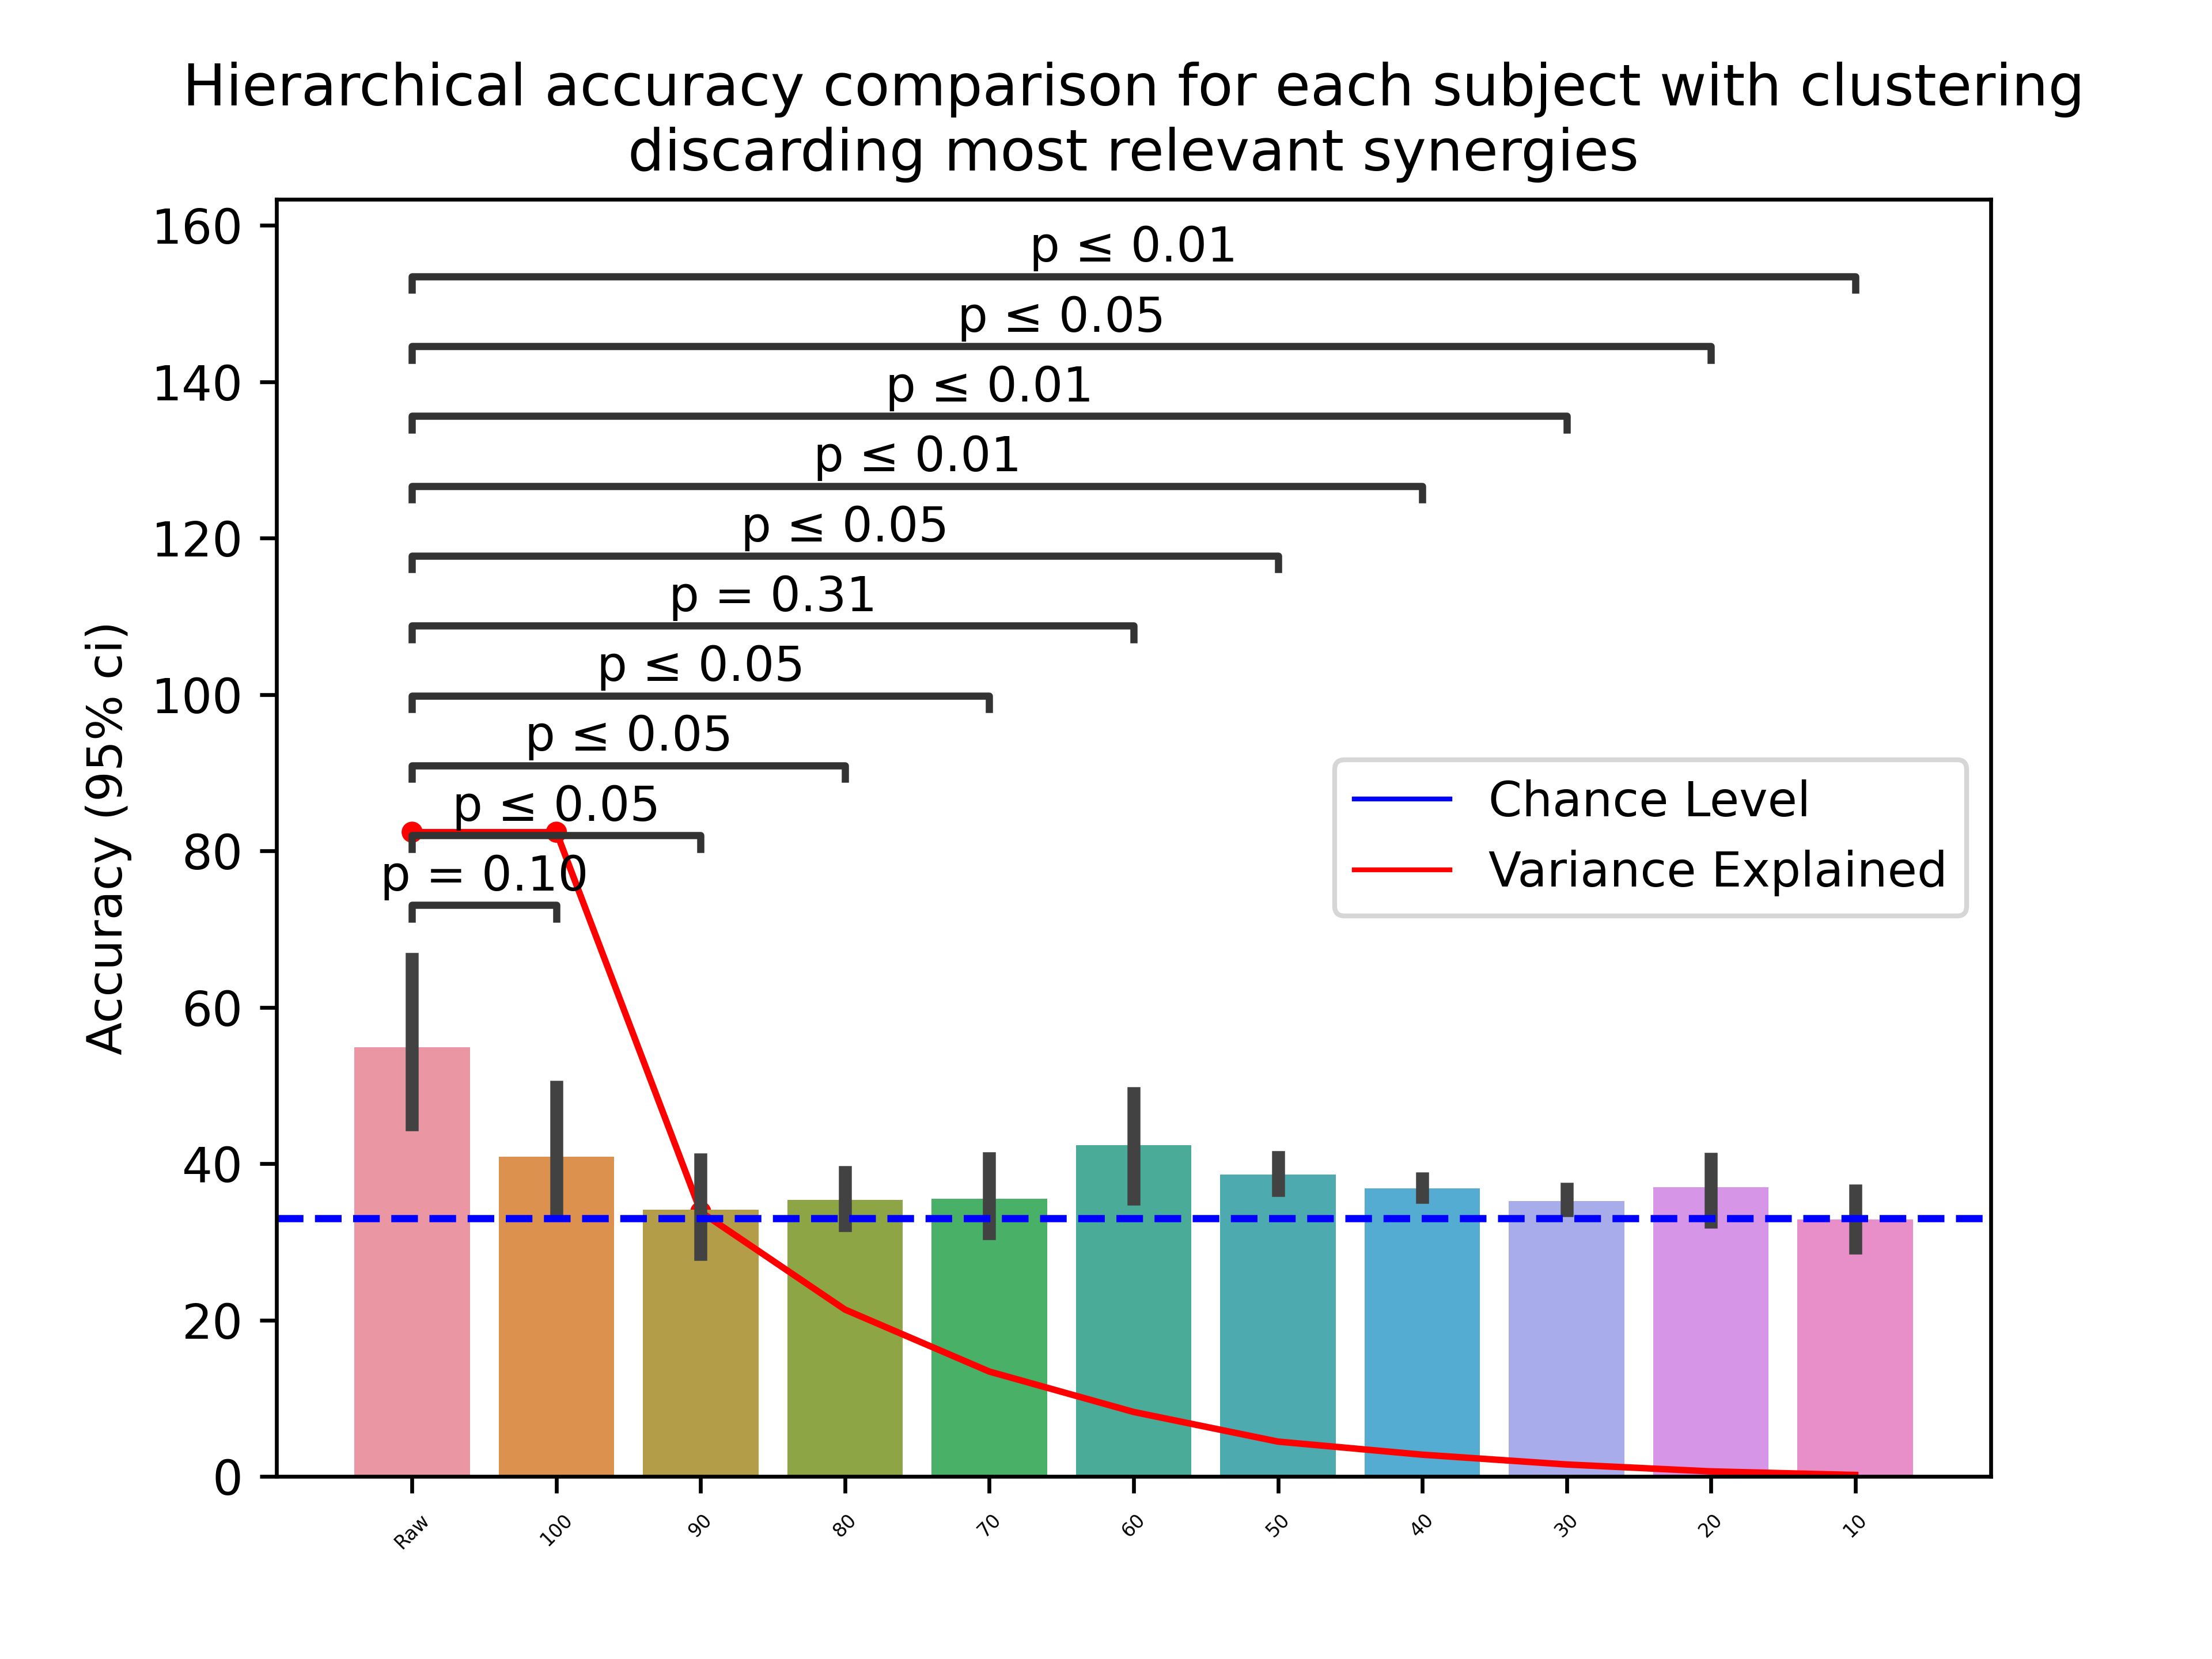 Hierarchical accuracy comparison for each subject with clustering
discarding most relevant synergies
Accuracy (95% ci)
160
140
120
100
80
60
40
20
0
p ≤ 0.01
p ≤ 0.05
p ≤ 0.01
p ≤ 0.01
p ≤ 0.05
p = 0.31
p ≤ 0.05
p ≤ 0.05
p ≤ 0.05
p = 0.10
Chance Level
Variance Explained
Raw
100
90
80
70
60
50
40
30
20
10